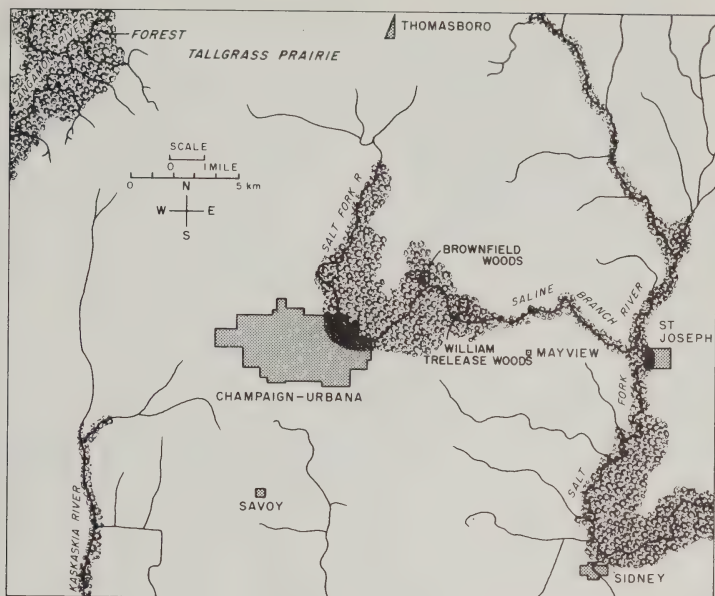 FOREST
TALLGRASS PRAIRIE
THOMASBORO
SCALE
0 1 MILE
0 5 km
N
W E
S
SALT FORK R
BROWNFIELD
WOODS
SALINE BRANCH RIVER
WILLIAM
TRELEASE WOODS
MAYVIEW
ST
JOSEPH
CHAMPAIGN-URBANA
SALT FORK
SAVOY
KASKASKIA RIVER
SIDNEY